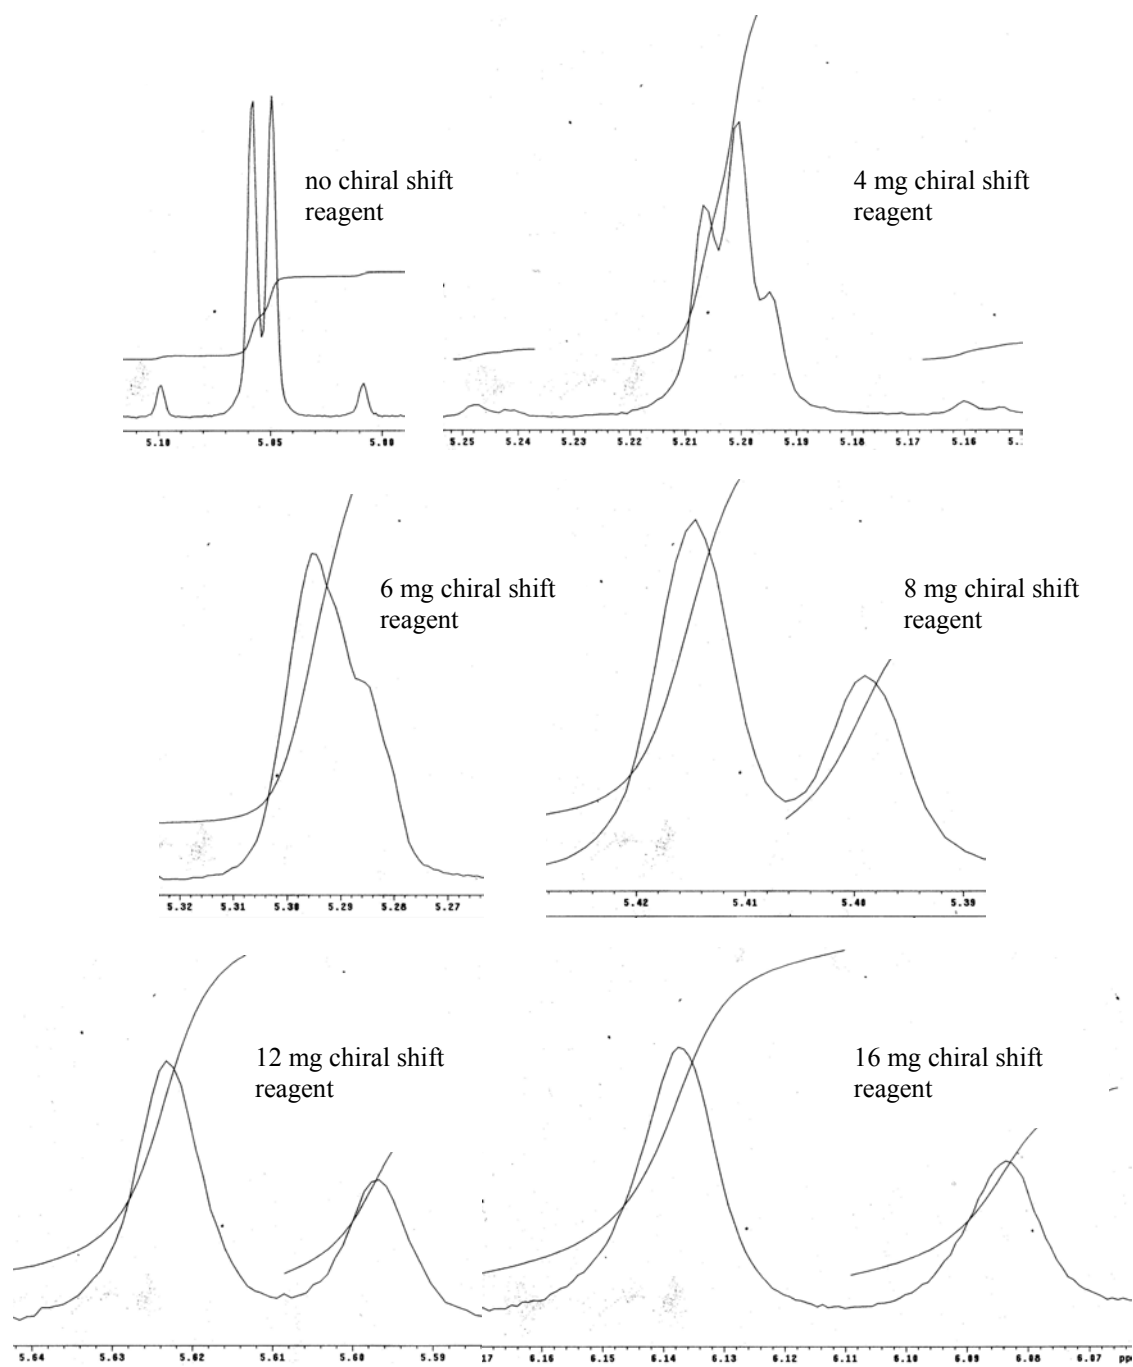 no chiral shift
reagent
4 mg chiral shift
reagent
5.10 5.05 5.00
5.25 5.24 5.23 5.22 5.21 5.20 5.19 5.18 5.17 5.16
6 mg chiral shift
reagent
8 mg chiral shift
reagent
5.32 5.31 5.30 5.29 5.28 5.27
5.42 5.41 5.40 5.39
12 mg chiral shift
reagent
16 mg chiral shift
reagent
5.64 5.63 5.62 5.61 5.60 5.59
17 6.16 6.15 6.14 6.13 6.12 6.11 6.10 6.09 6.08 6.07 pp